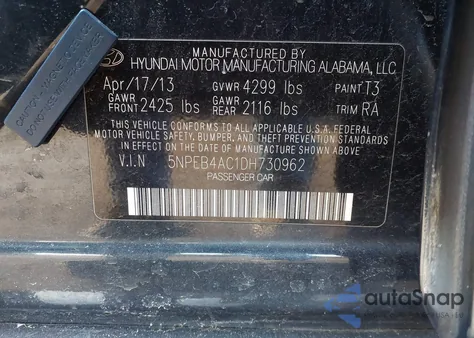 MANUFACTURED BY
HYUNDAI MOTOR MANUFACTURING ALABAMA, LLC.
Apr/17/13 GVWR 4299 lbs PAINT T3
GAWR FRONT 2425 lbs GAWR REAR 2116 lbs TRIM RA
THIS VEHICLE CONFORMS TO ALL APPLICABLE U.S. FEDERAL
MOTOR VEHICLE SAFETY, BUMPER, AND THEFT PREVENTION
STANDARDS IN EFFECT ON THE DATE OF MANUFACTURE
SHOWN ABOVE.
V.I.N 5NPEB4AC1DH730962
PASSENGER CAR
autoSnap